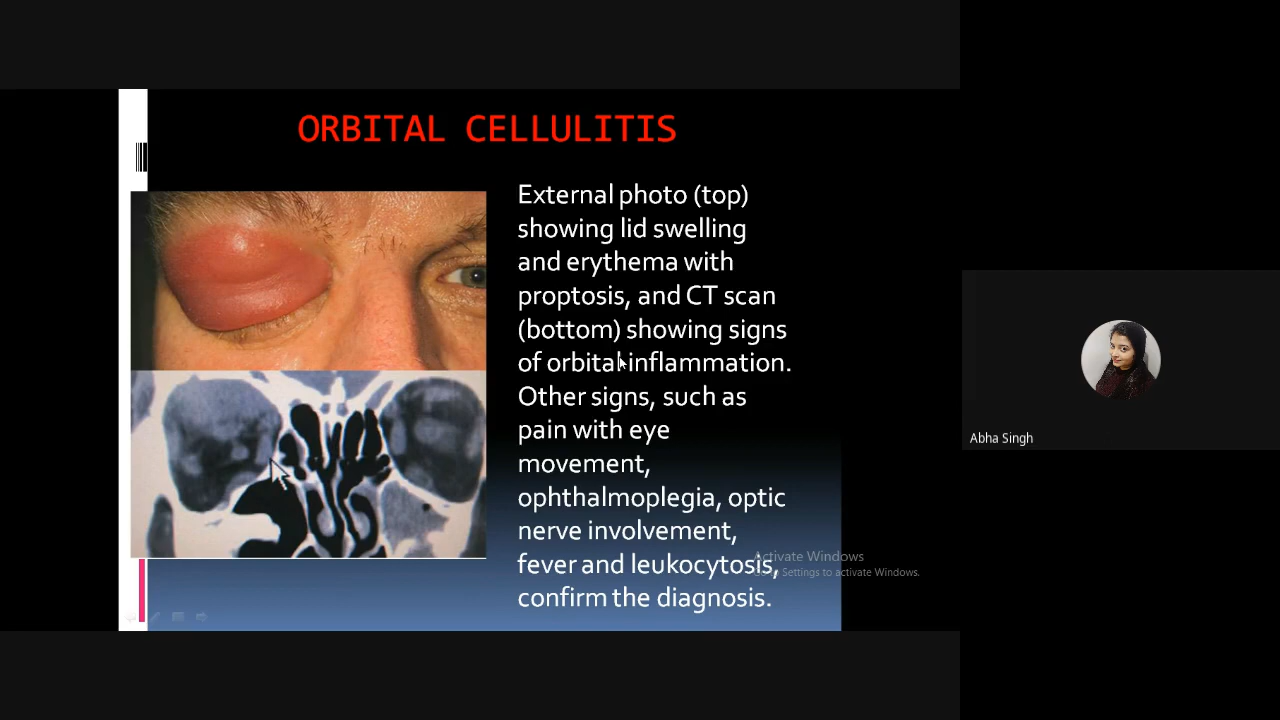 ORBITAL CELLULITIS
External photo (top)
showing lid swelling
and erythema with
proptosis, and CT scan
(bottom) showing signs
of orbital inflammation.
Other signs, such as
pain with eye
movement,
ophthalmoplegia, optic
nerve involvement,
fever and leukocytosis,
confirm the diagnosis.
Activate Windows
Settings to activate Windows.
Abha Singh